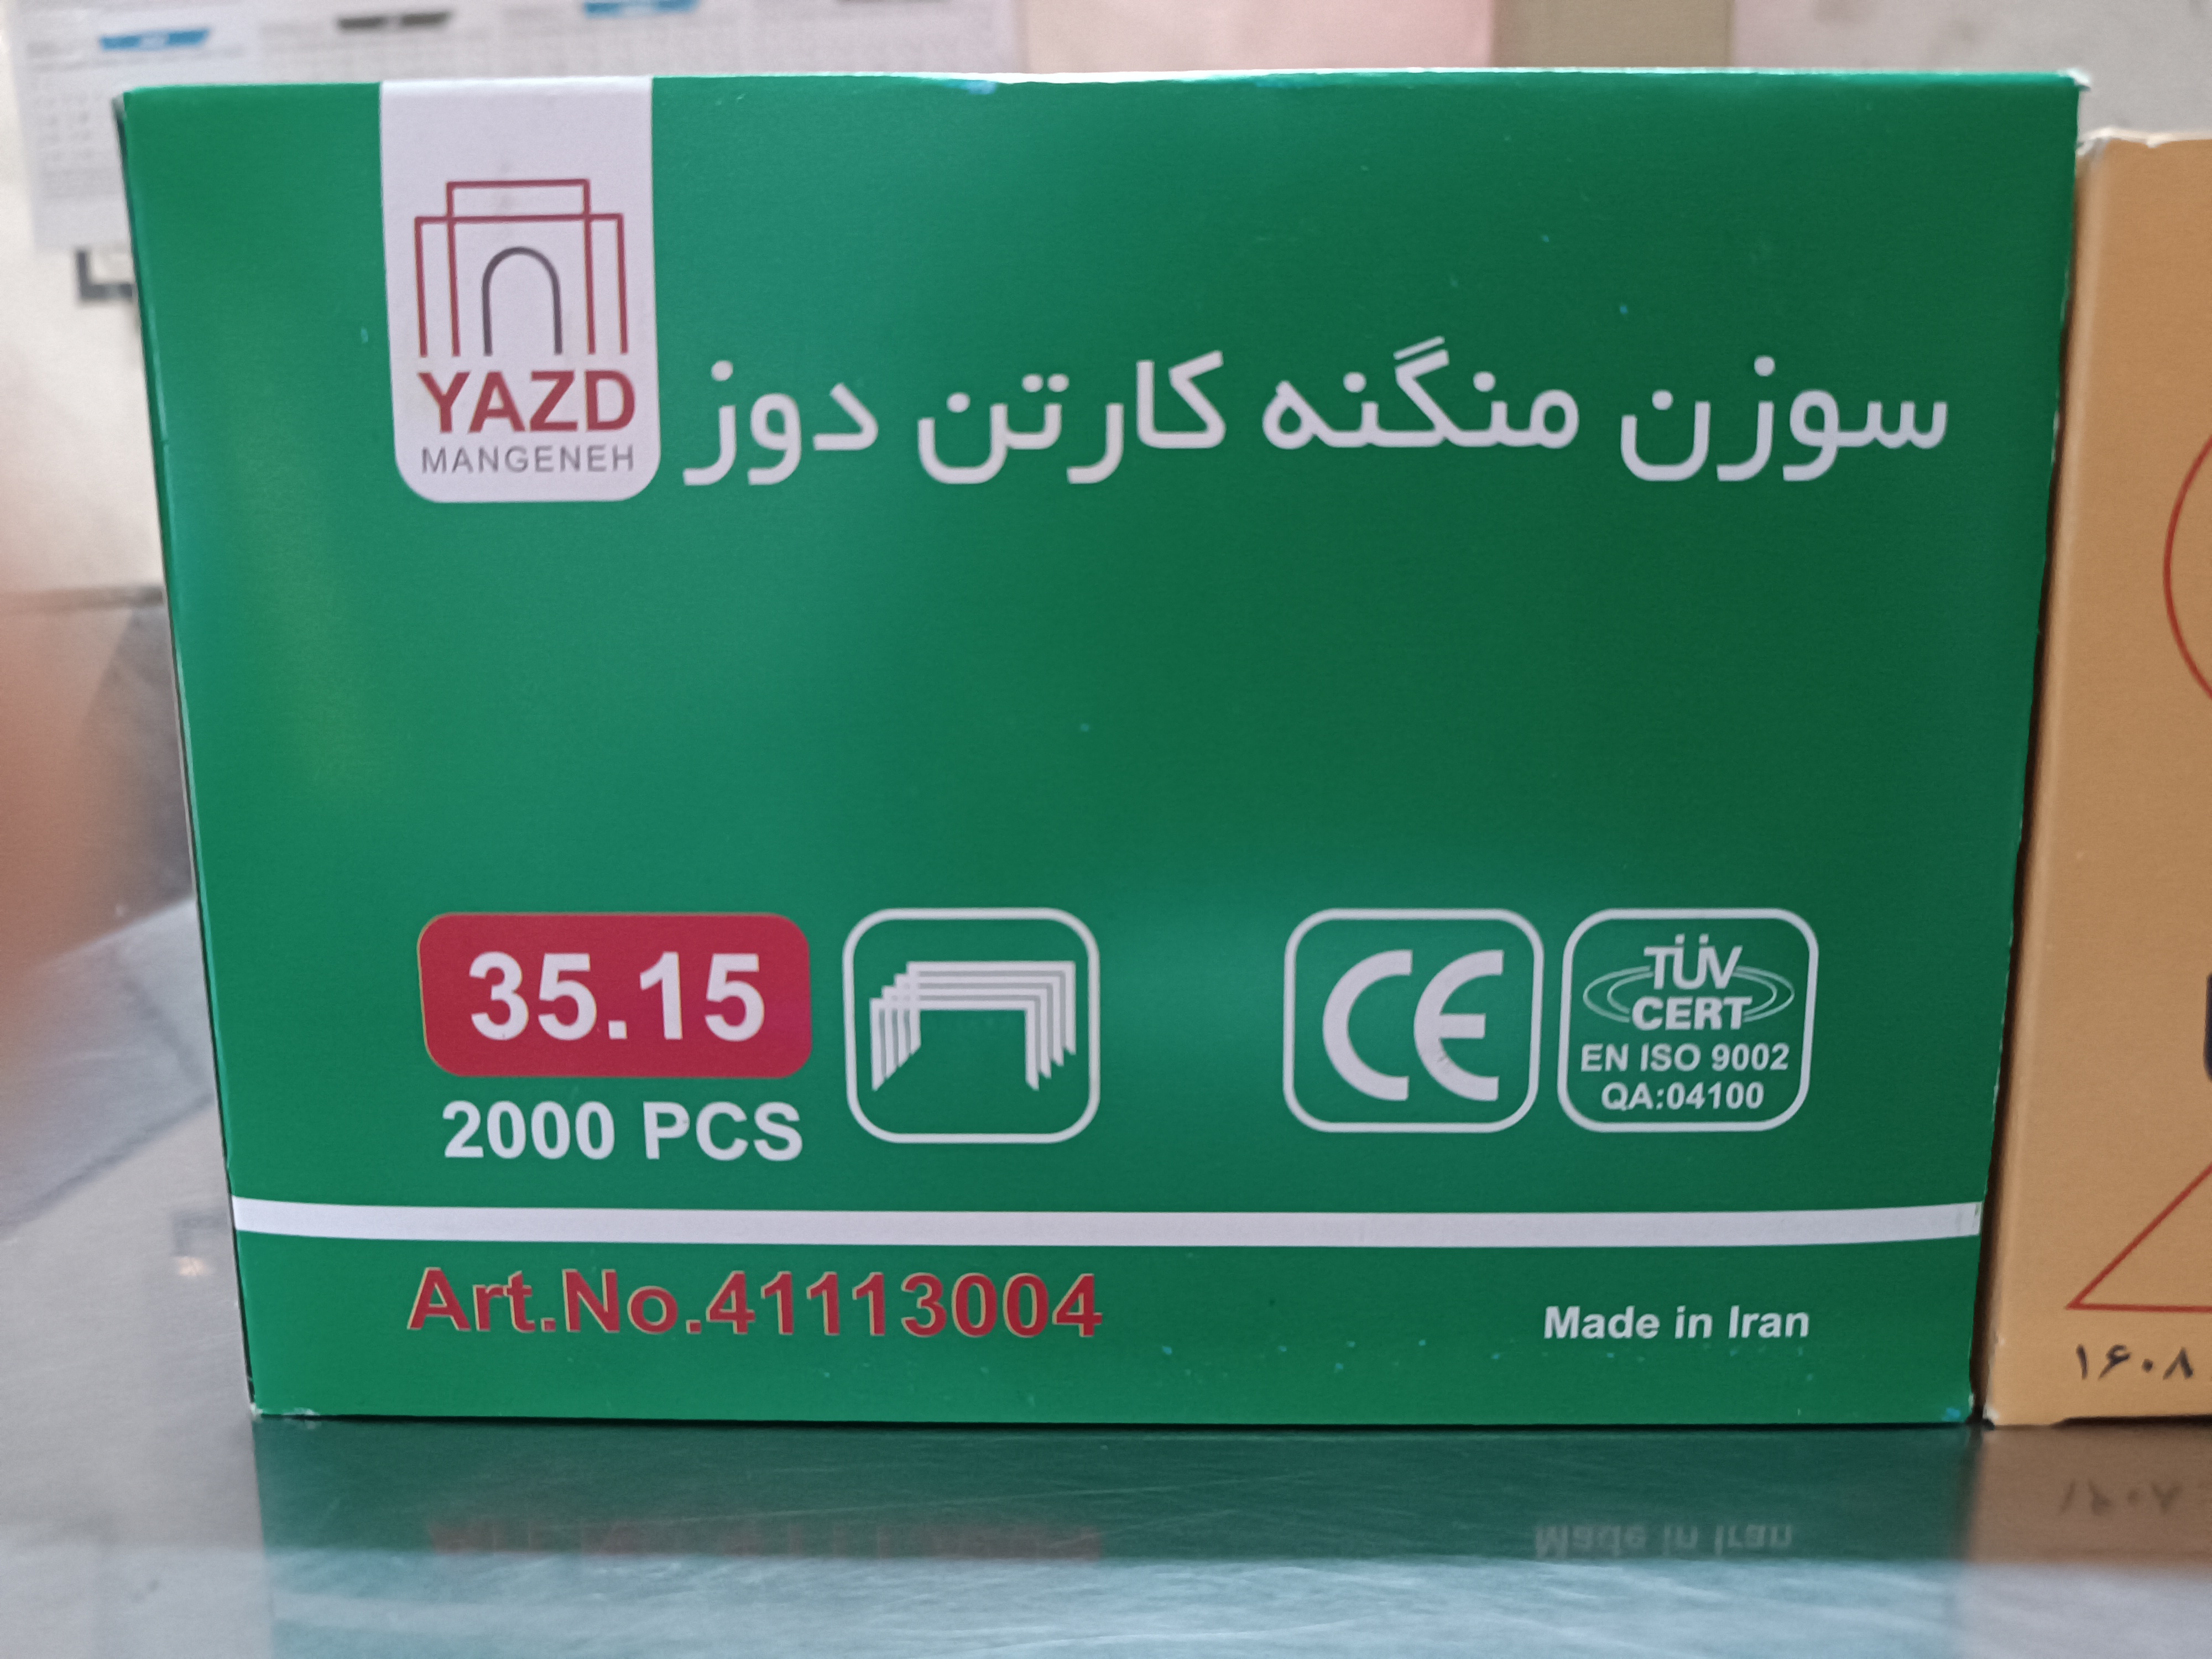 YAZD
MANGENEH
سوزن منگنه کارتن دوز
35.15
2000 PCS
CE
TÜV
CERT
EN ISO 9002
QA:04100
Art.No.41113004
Made in Iran
۱۶۰۸